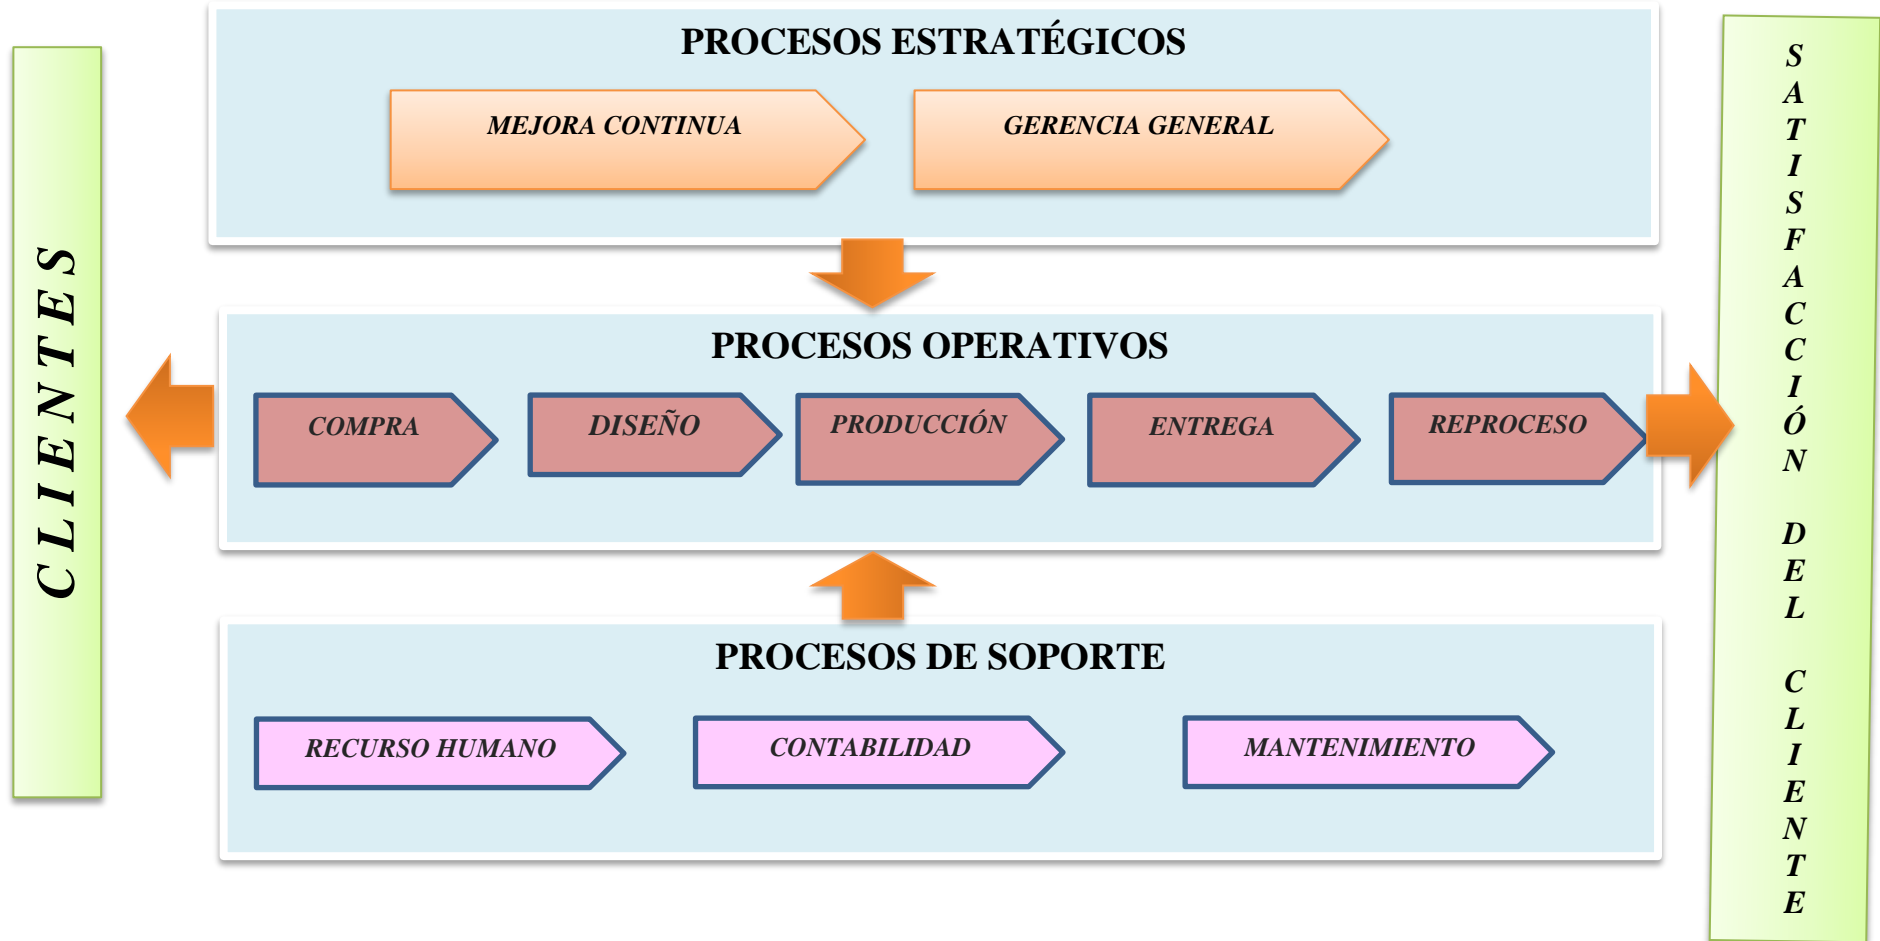 CLIENTES
PROCESOS ESTRATÉGICOS
MEJORA CONTINUA
GERENCIA GENERAL
PROCESOS OPERATIVOS
COMPRA
DISEÑO
PRODUCCIÓN
ENTREGA
REPROCESO
PROCESOS DE SOPORTE
RECURSO HUMANO
CONTABILIDAD
MANTENIMIENTO
SATISFACCIÓN DEL CLIENTE